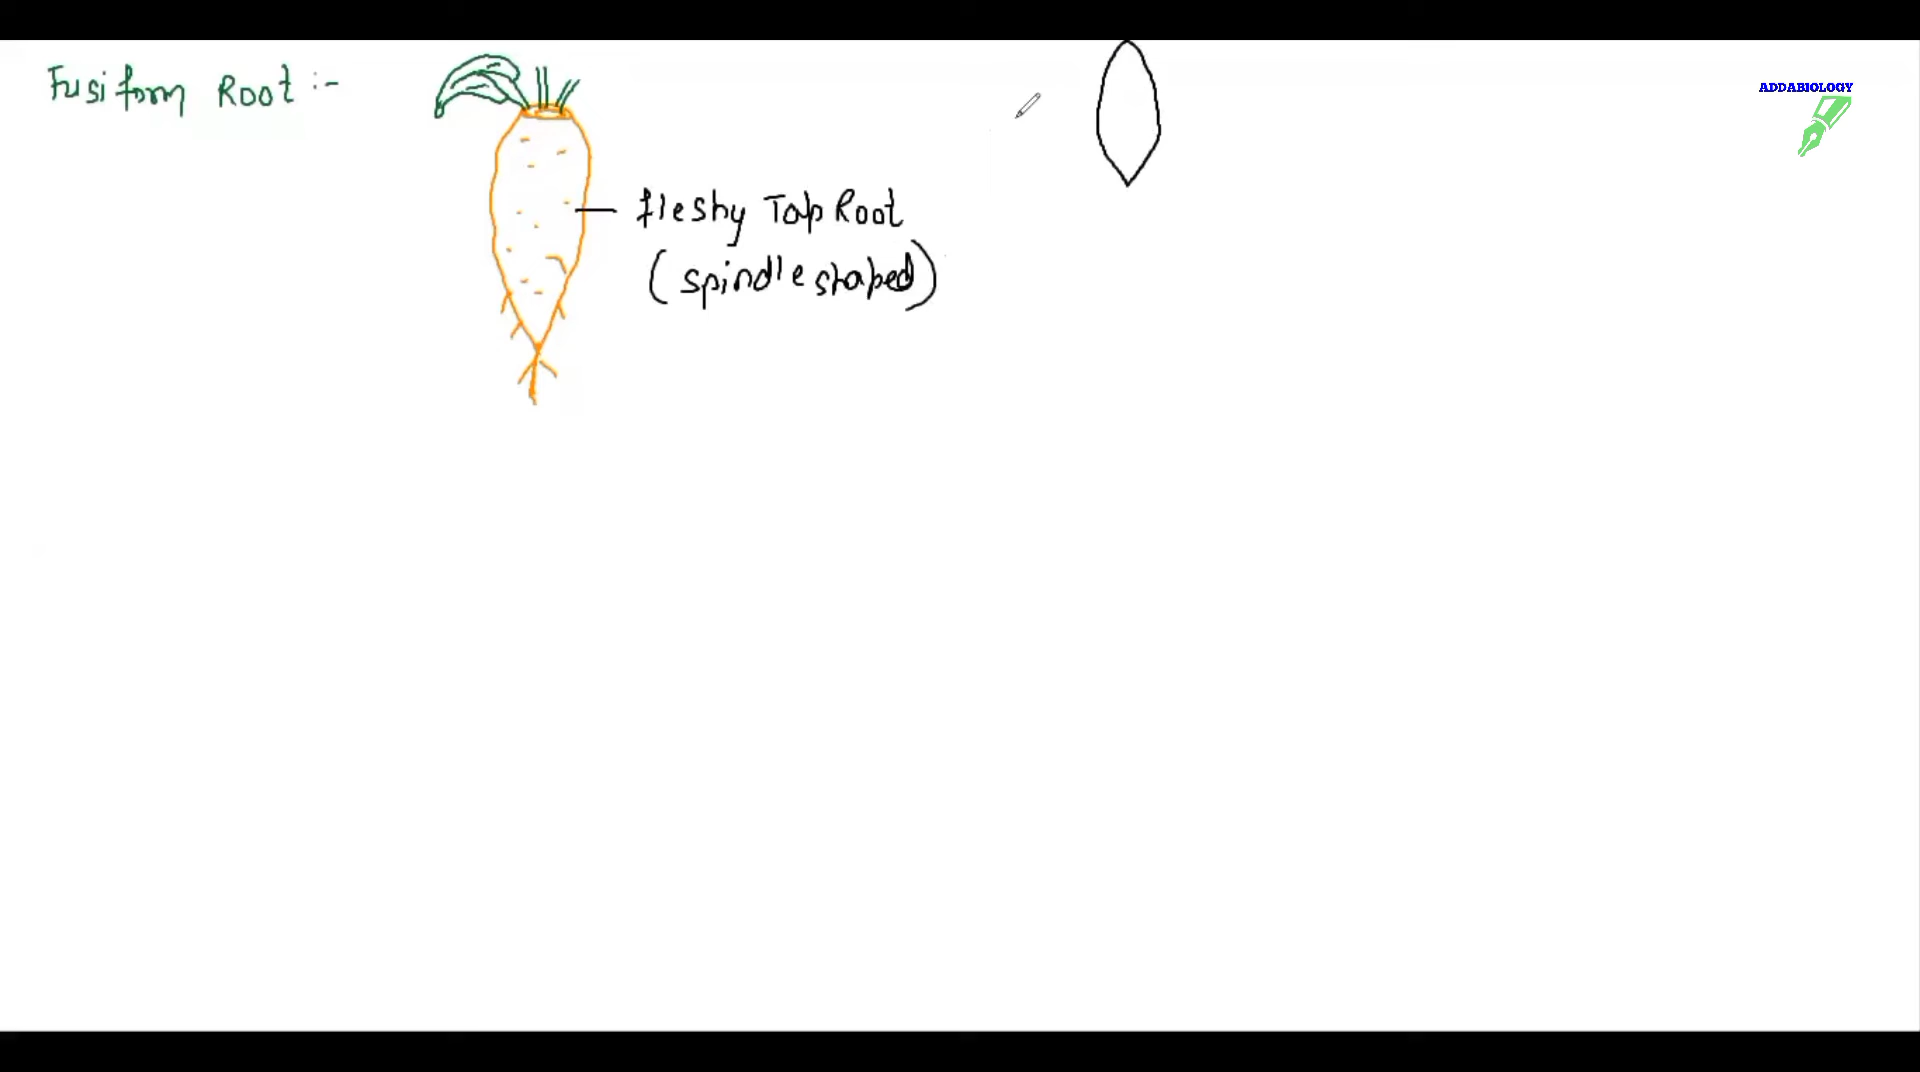 Fusiform Root :-
ADDABIOLOGY
fleshy Tap Root
(spindle shaped)